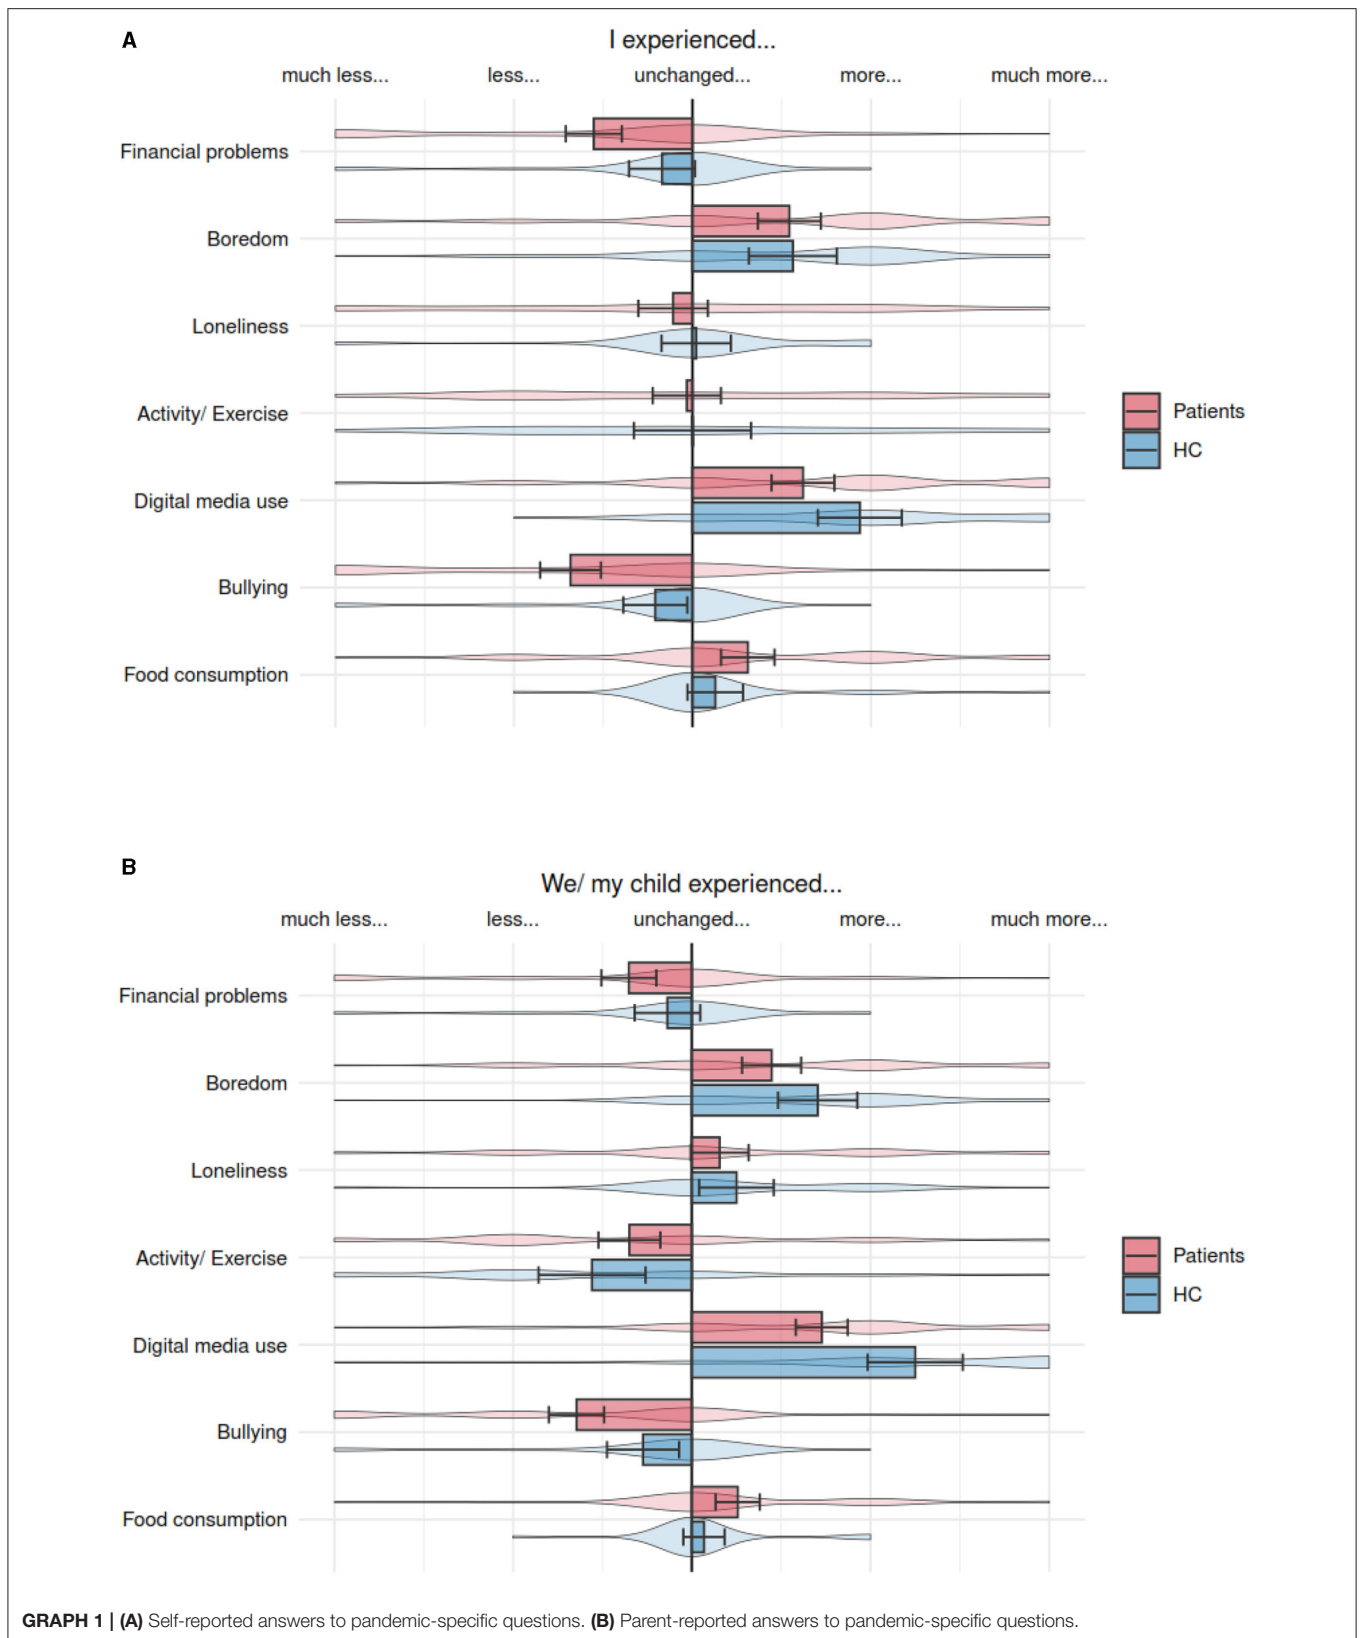 A
I experienced...
much less... less... unchanged... more... much more...
Financial problems
Boredom
Loneliness
Activity/ Exercise
Digital media use
Bullying
Food consumption
Patients
HC
B
We/ my child experienced...
much less... less... unchanged... more... much more...
Financial problems
Boredom
Loneliness
Activity/ Exercise
Digital media use
Bullying
Food consumption
Patients
HC
GRAPH 1 | (A) Self-reported answers to pandemic-specific questions. (B) Parent-reported answers to pandemic-specific questions.